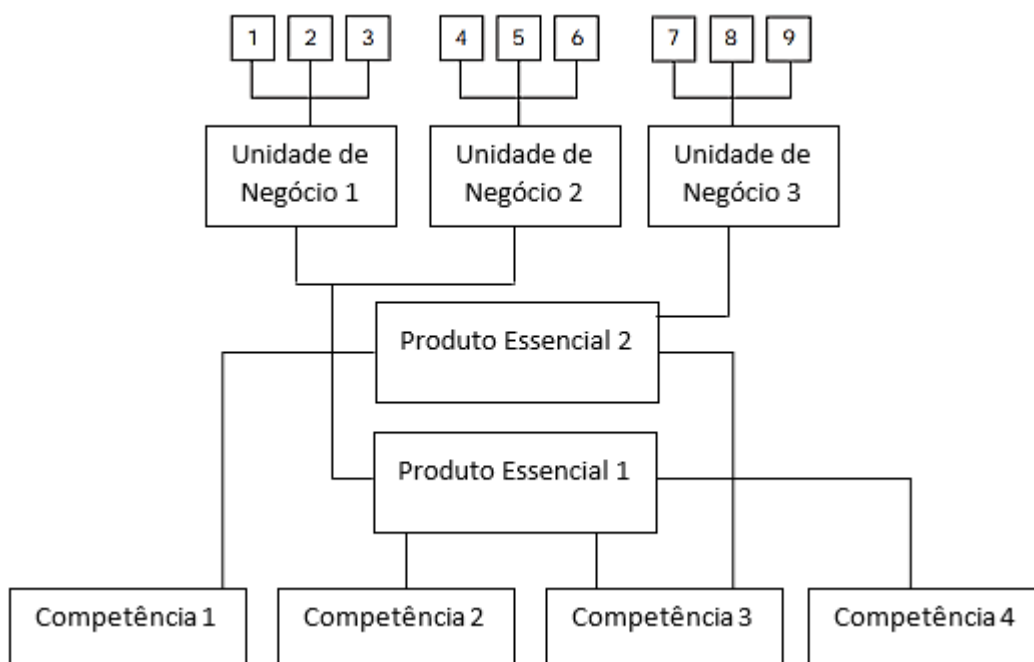 1 2 3 4 5 6 7 8 9
Unidade de
Negócio 1
Unidade de
Negócio 2
Unidade de
Negócio 3
Produto Essencial 2
Produto Essencial 1
Competência 1
Competência 2
Competência 3
Competência 4